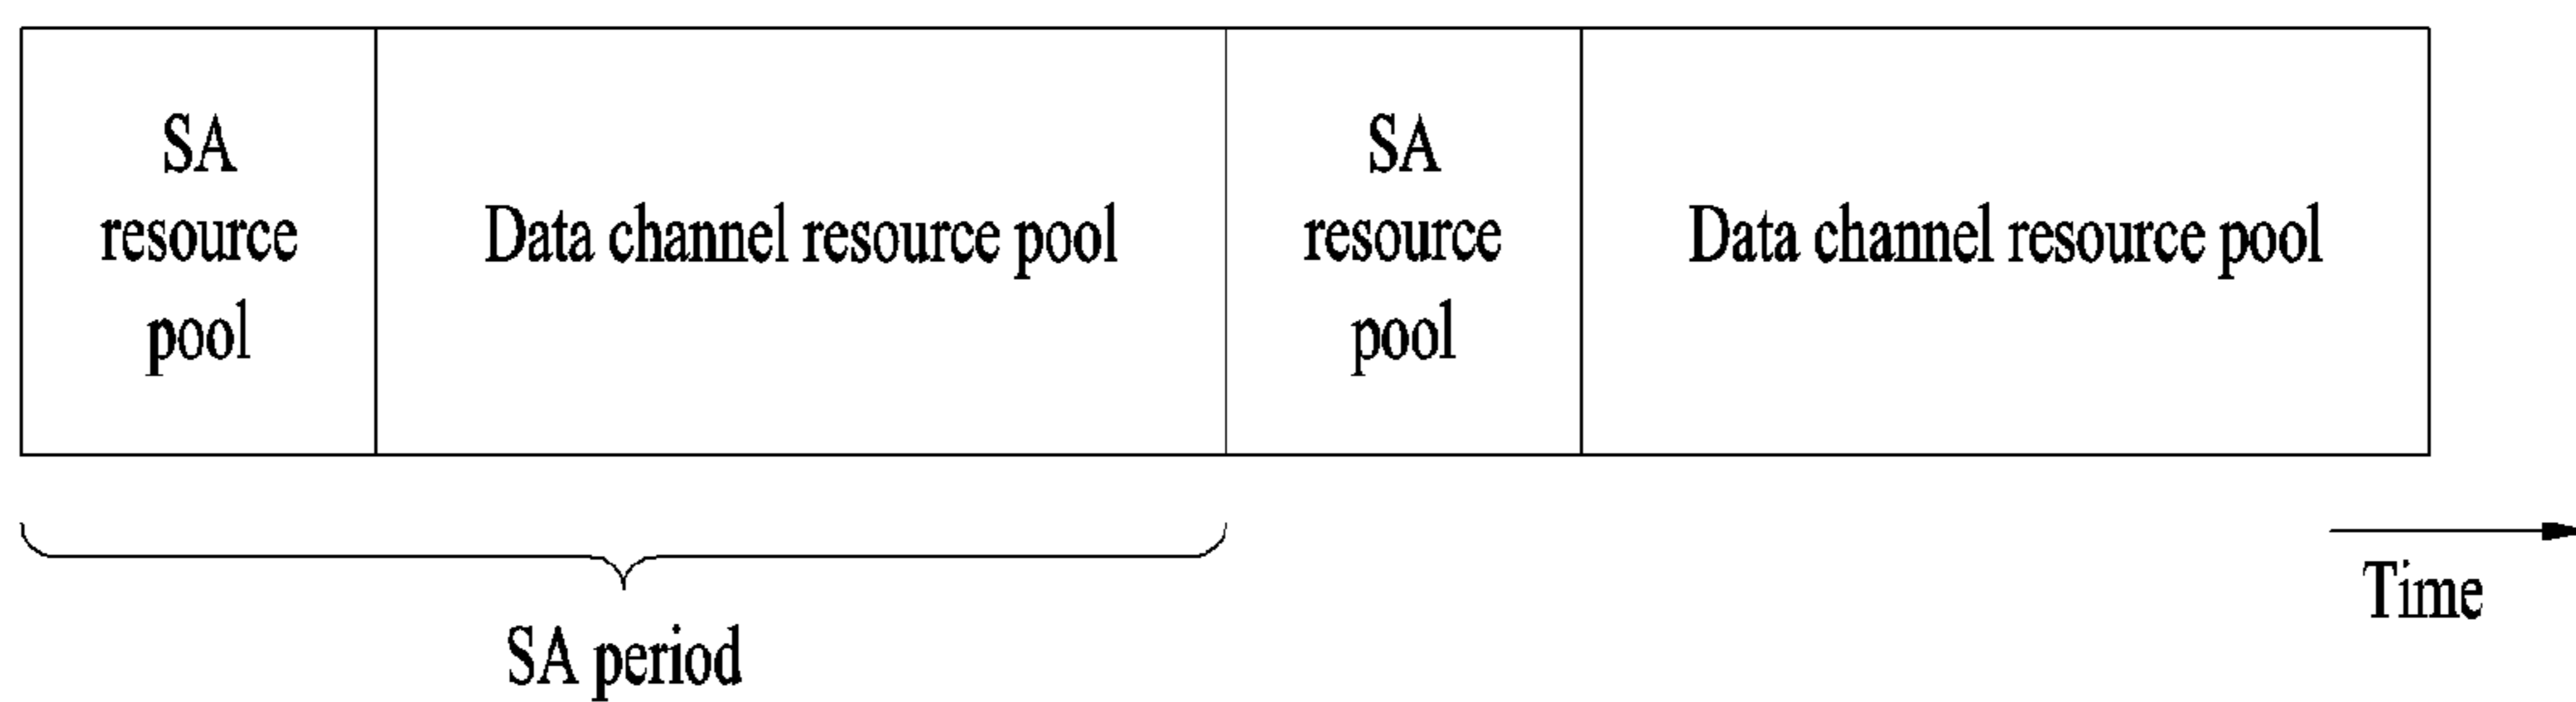 SA
resource
pool
Data channel resource pool
SA
resource
pool
Data channel resource pool
SA period
Time